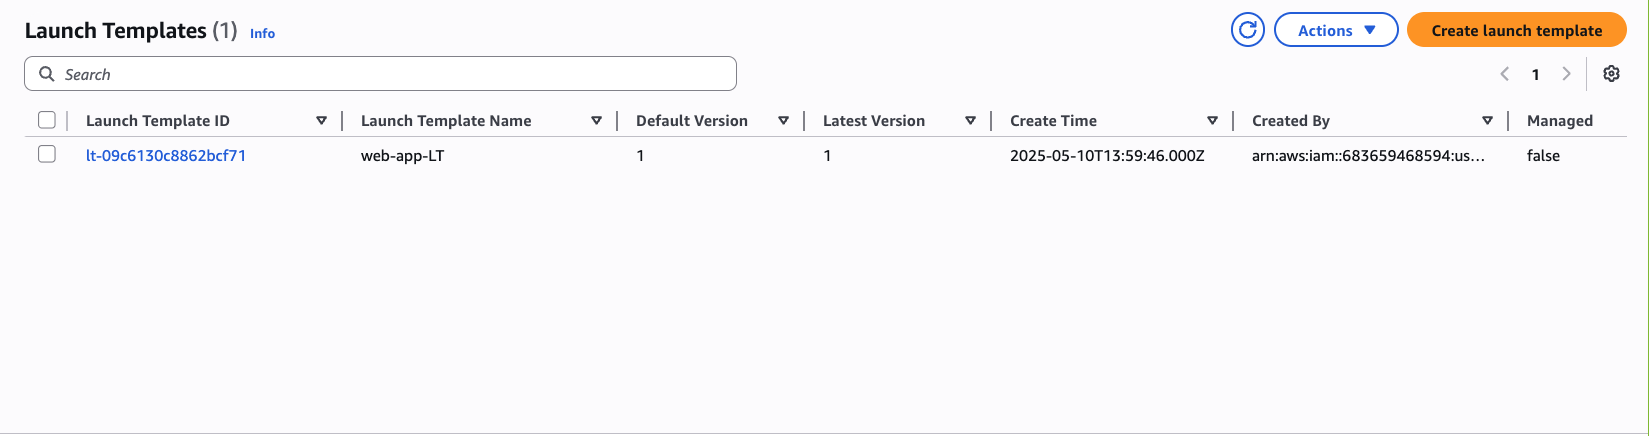 Launch Templates (1) Info
Actions Create launch template
Search
1
Launch Template ID Launch Template Name Default Version Latest Version Create Time Created By Managed
lt-09c6130c8862bcf71 web-app-LT 1 1 2025-05-10T13:59:46.000Z arn:aws:iam::683659468594:us... false